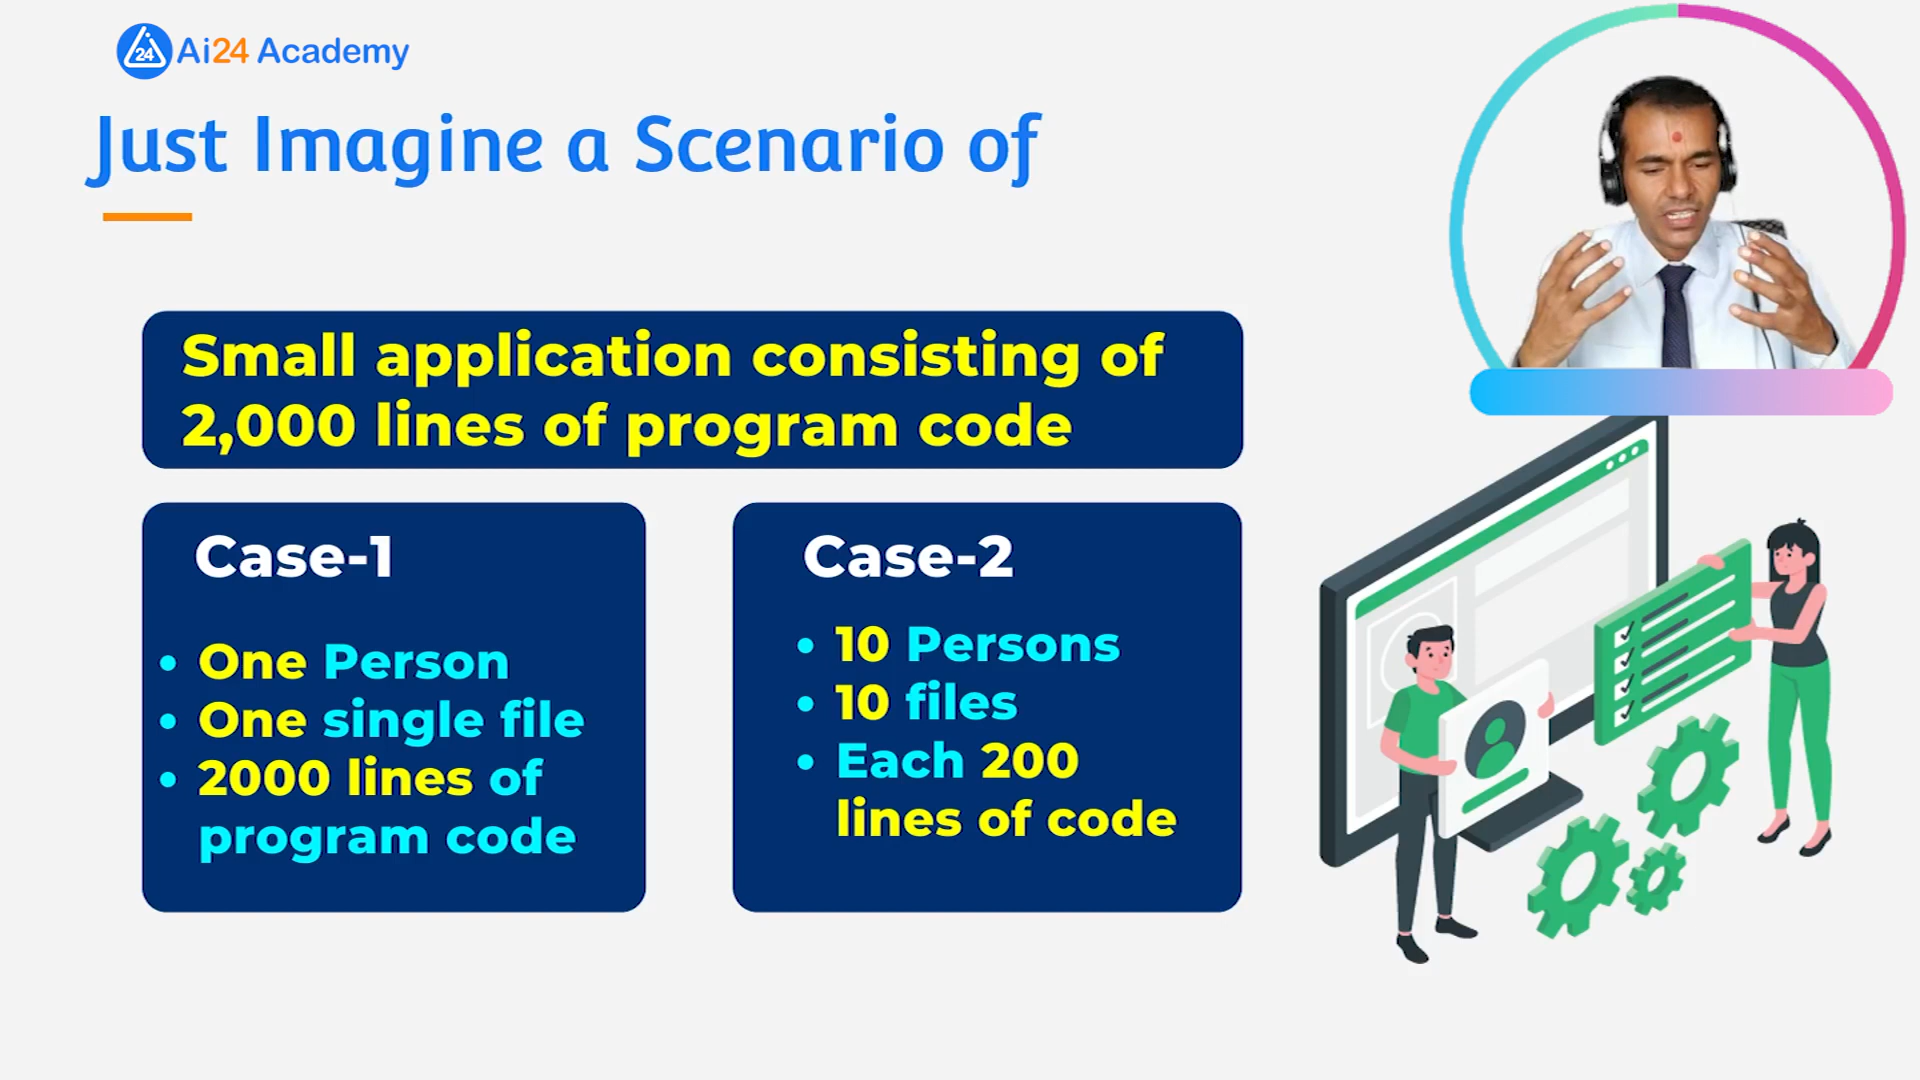 24 Ai24 Academy
Just Imagine a Scenario of
Small application consisting of
2,000 lines of program code
Case-1
• One Person
• One single file
• 2000 lines of
program code
Case-2
• 10 Persons
• 10 files
• Each 200
lines of code